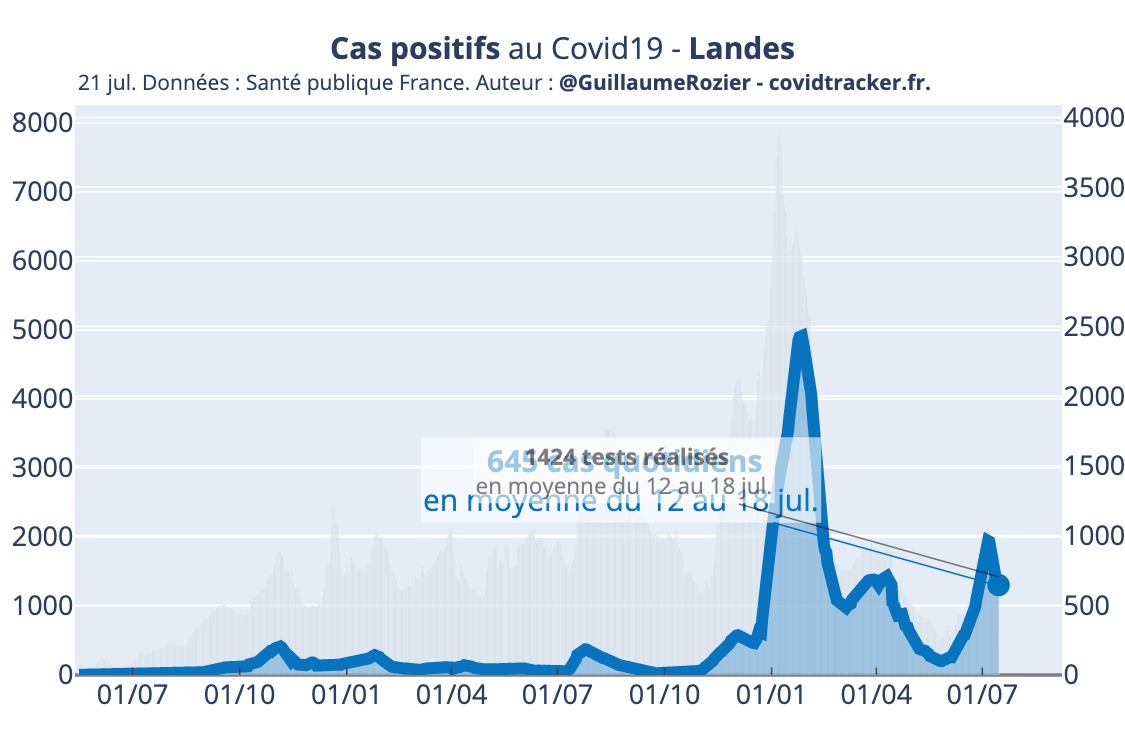 Cas positifs au Covid19 - Landes
21 jul. Données : Santé publique France. Auteur : @GuillaumeRozier - covidtracker.fr.
8000
7000
6000
5000
4000
3000
2000
1000
0
4000
3500
3000
2500
2000
1500
1000
500
0
1424 tests réalisés
en moyenne du 12 au 18 jul.
645 cas quotidiens
en moyenne du 12 au 18 jul.
01/07 01/10 01/01 01/04 01/07 01/10 01/01 01/04 01/07